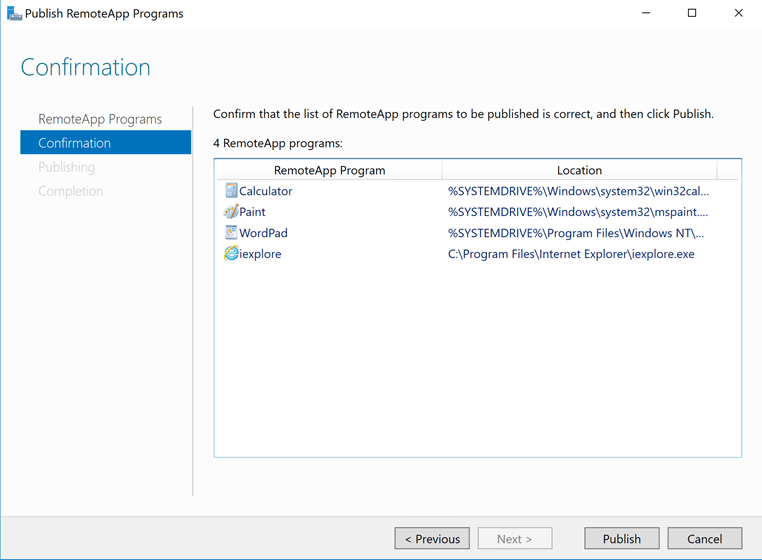 Publish RemoteApp Programs
Confirmation
RemoteApp Programs
Confirmation
Publishing
Completion
Confirm that the list of RemoteApp programs to be published is correct, and then click Publish.
4 RemoteApp programs:
RemoteApp Program Location
Calculator %SYSTEMDRIVE%\Windows\system32\win32cal...
Paint %SYSTEMDRIVE%\Windows\system32\mspaint....
WordPad %SYSTEMDRIVE%\Program Files\Windows NT\...
iexplore C:\Program Files\Internet Explorer\iexplore.exe
< Previous Next > Publish Cancel